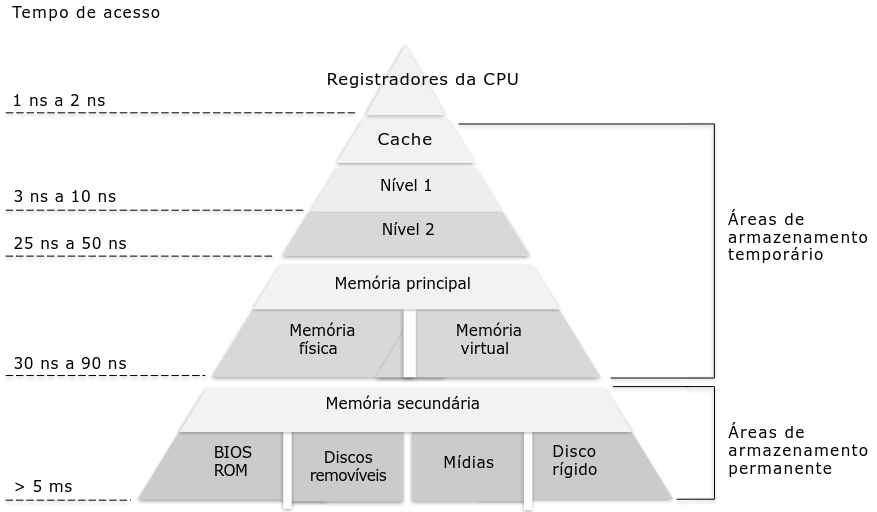 Tempo de acesso
Registradores da CPU
1 ns a 2 ns
Cache
3 ns a 10 ns
Nível 1
25 ns a 50 ns
Nível 2
Áreas de
armazenamento
temporário
Memória principal
Memória
física
Memória
virtual
30 ns a 90 ns
Memória secundária
BIOS
ROM
Discos
removíveis
Mídias
Disco
rígido
Áreas de
armazenamento
permanente
> 5 ms